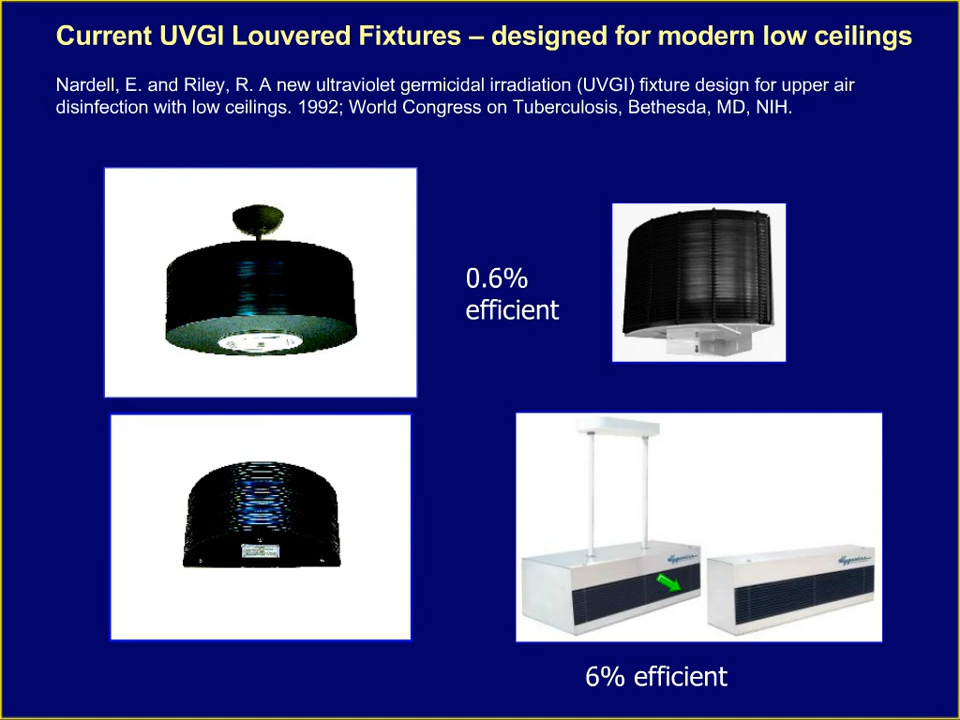 Current UVGI Louvered Fixtures – designed for modern low ceilings
Nardell, E. and Riley, R. A new ultraviolet germicidal irradiation (UVGI) fixture design for upper air
disinfection with low ceilings. 1992; World Congress on Tuberculosis, Bethesda, MD, NIH.
0.6%
efficient
6% efficient